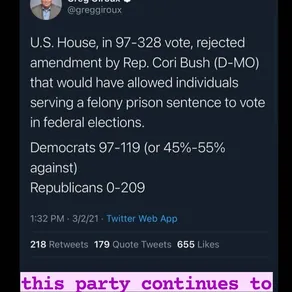 @greggiroux
U.S. House, in 97-328 vote, rejected
amendment by Rep. Cori Bush (D-MO)
that would have allowed individuals
serving a felony prison sentence to vote
in federal elections.
Democrats 97-119 (or 45%-55%
against)
Republicans 0-209
1:32 PM · 3/2/21 · Twitter Web App
218 Retweets 179 Quote Tweets 655 Likes
this party continues to